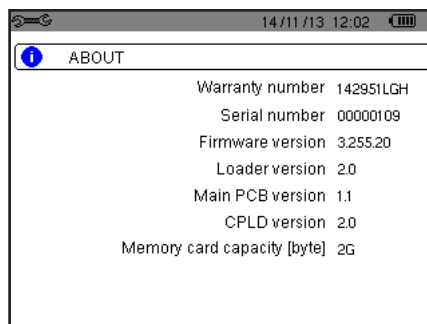 14/11/13 12:02
i ABOUT
Warranty number 142951LGH
Serial number 00000109
Firmware version 3.255.20
Loader version 2.0
Main PCB version 1.1
CPLD version 2.0
Memory card capacity [byte] 2G